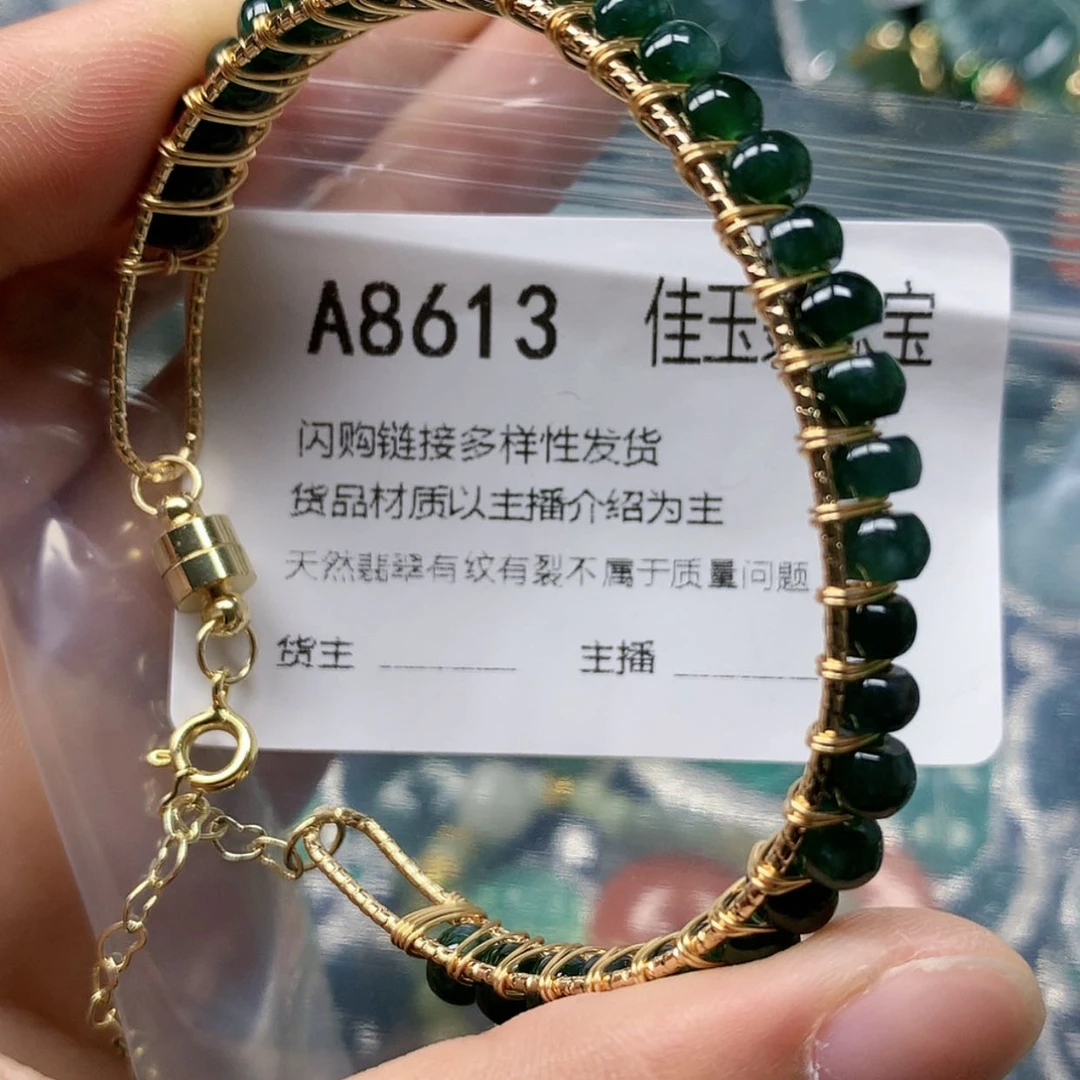 A8613 佳玉 宝
闪购链接多样性发货
货品材质以主播介绍为主
天然翡翠有纹有裂不属于质量问题
货主 主播